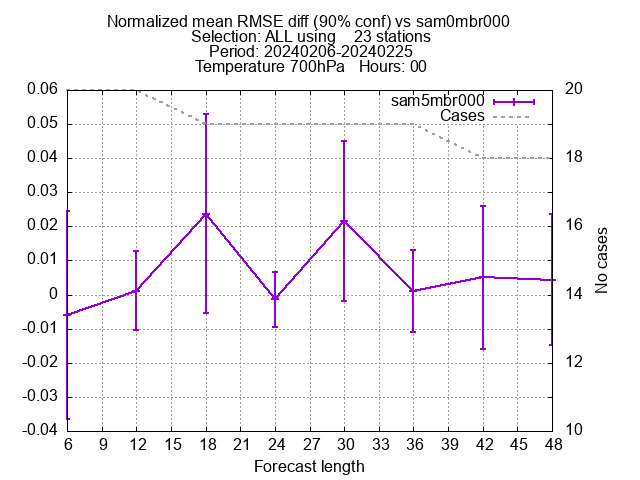 Normalized mean RMSE diff (90% conf) vs sam0mbr000
Selection: ALL using    23 stations
Period: 20240206-20240225
Temperature 700hPa   Hours: 00
sam5mbr000
Cases
0.06
0.05
0.04
0.03
0.02
0.01
0
-0.01
-0.02
-0.03
-0.04
20
18
16
14
12
10
No cases
6 9 12 15 18 21 24 27 30 33 36 39 42 45 48
Forecast length